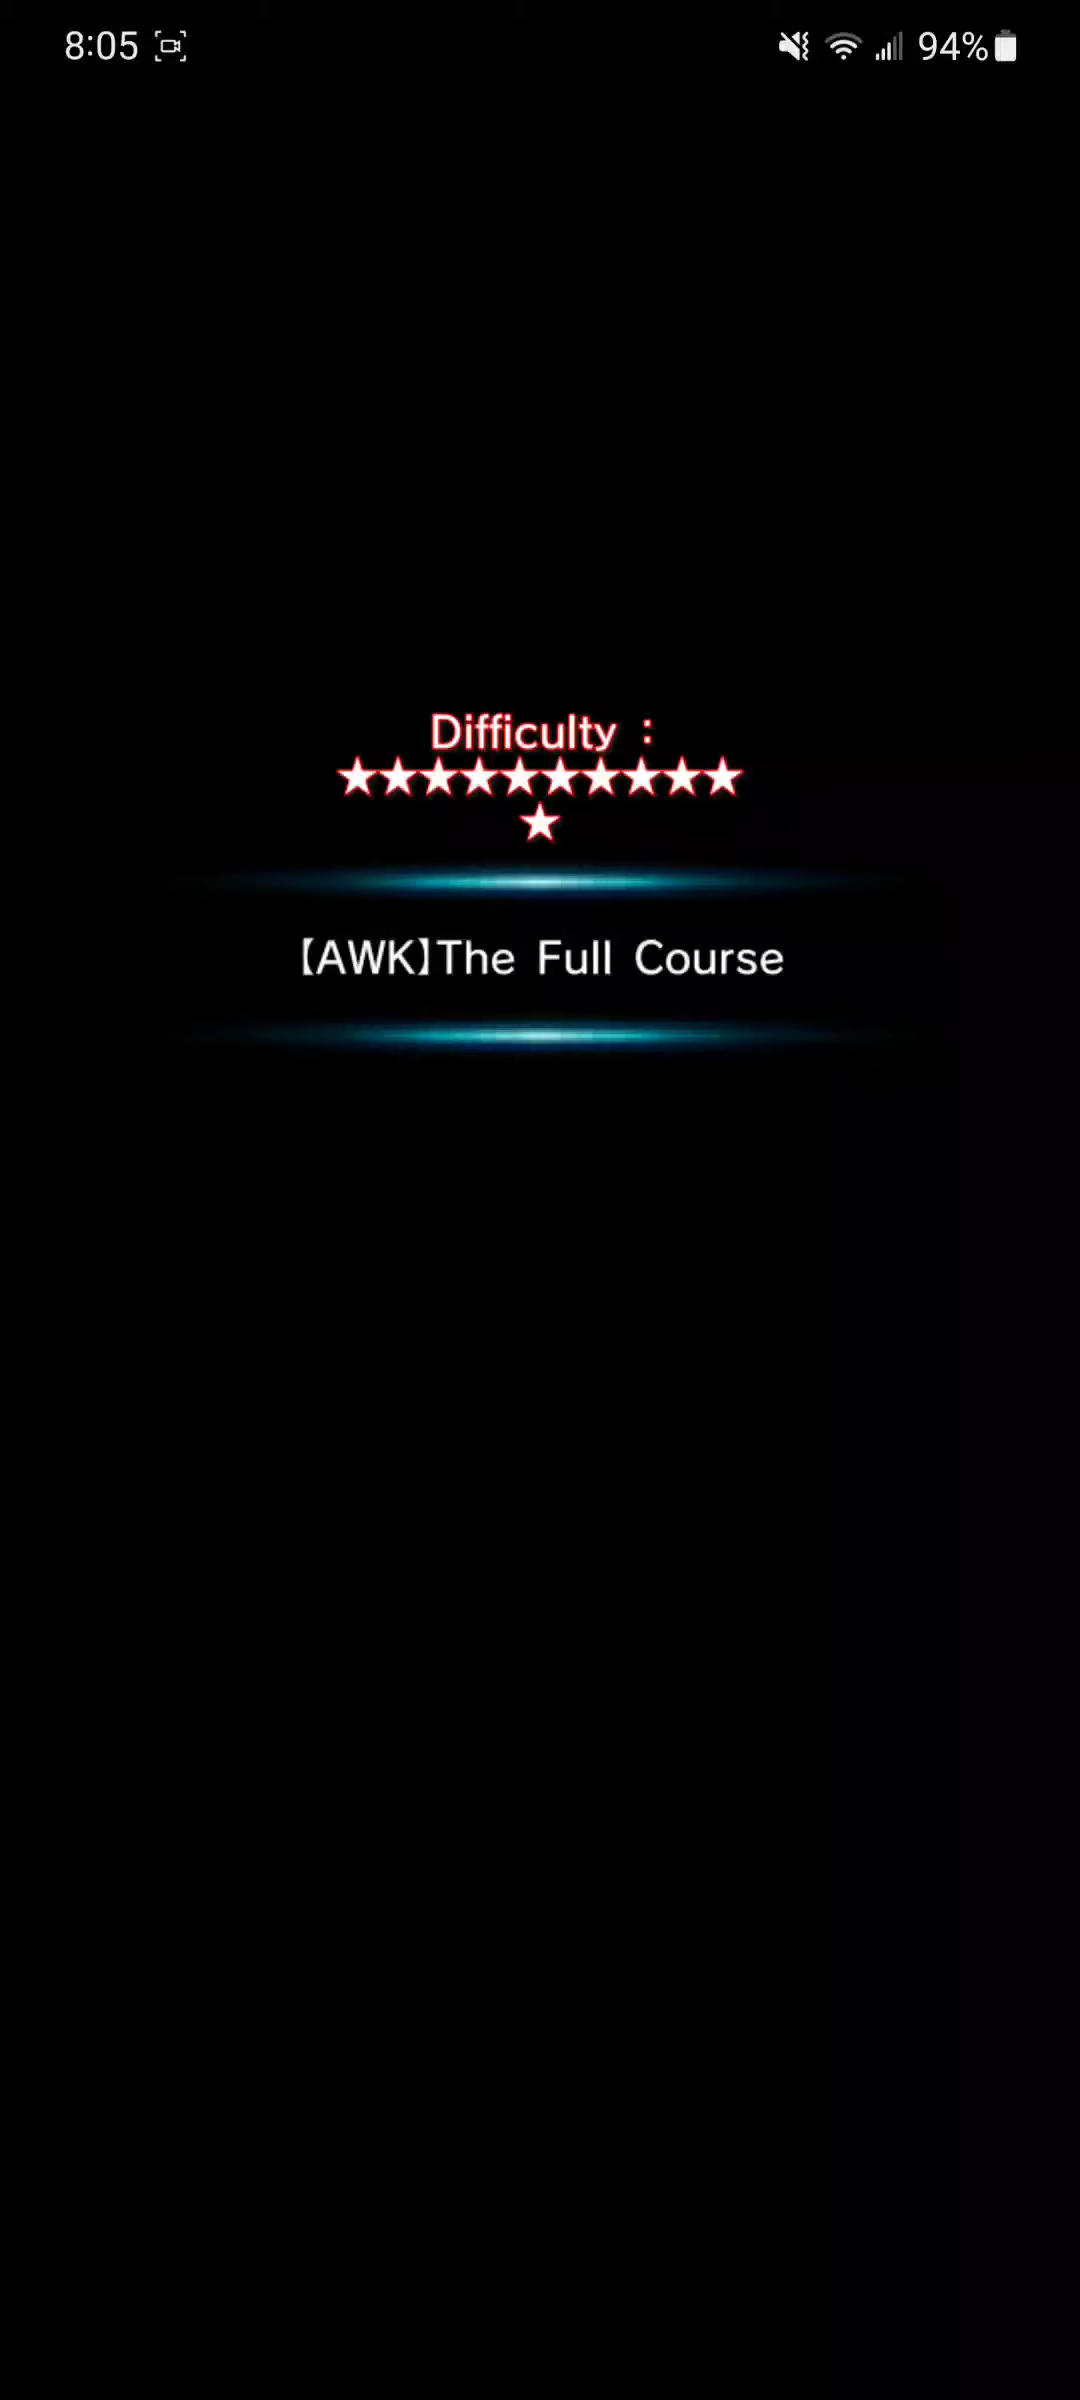 8:05 94%
Difficulty :
★★★★★★★★★★
★
【AWK】The Full Course